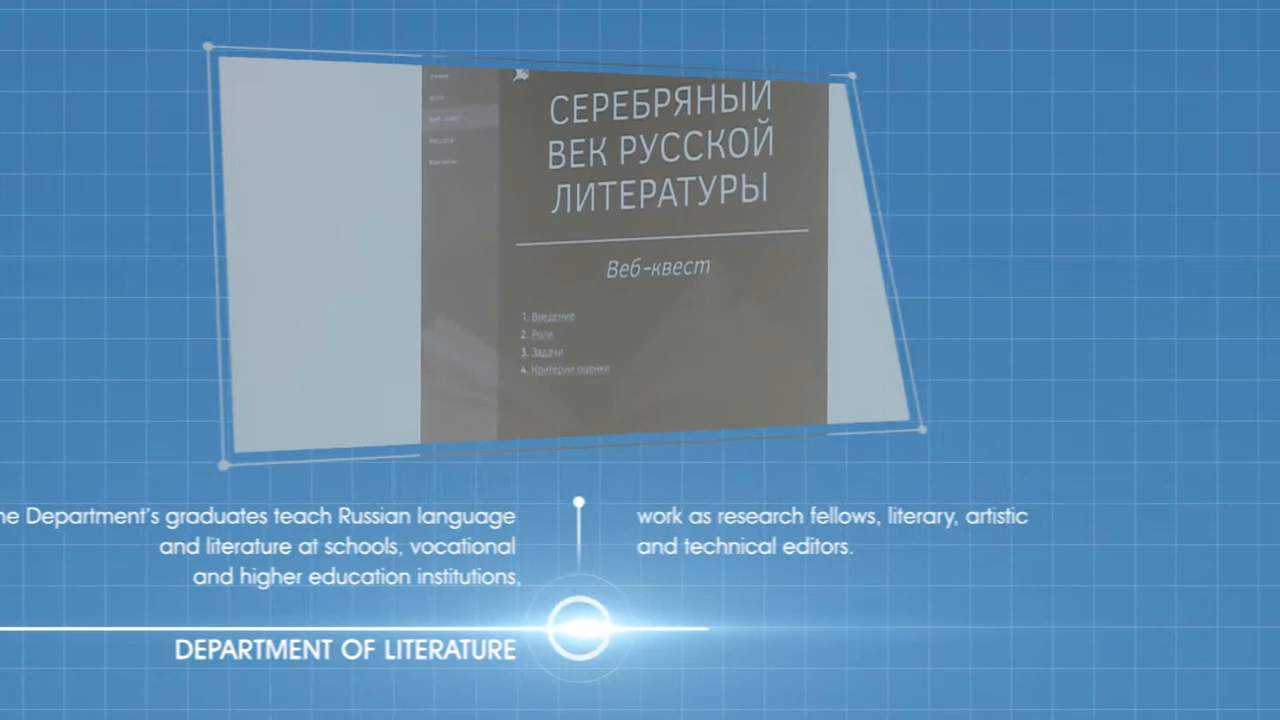 СЕРЕБРЯНЫЙ
ВЕК РУССКОЙ
ЛИТЕРАТУРЫ
Веб-квест
1. Введение
2. Роли
3. Задачи
4. Критерии оценки
Department's graduates teach Russian language
and literature at schools, vocational
and higher education institutions,
work as research fellows, literary, artistic
and technical editors.
DEPARTMENT OF LITERATURE